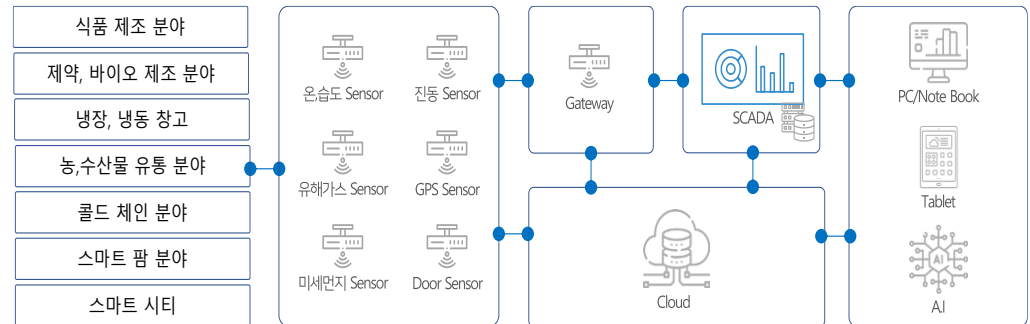 식품 제조 분야
제약, 바이오 제조 분야
냉장, 냉동 창고
농,수산물 유통 분야
콜드 체인 분야
스마트 팜 분야
스마트 시티
온,습도 Sensor
진동 Sensor
유해가스 Sensor
GPS Sensor
미세먼지 Sensor
Door Sensor
Gateway
SCADA
Cloud
PC/Note Book
Tablet
AI
A.I